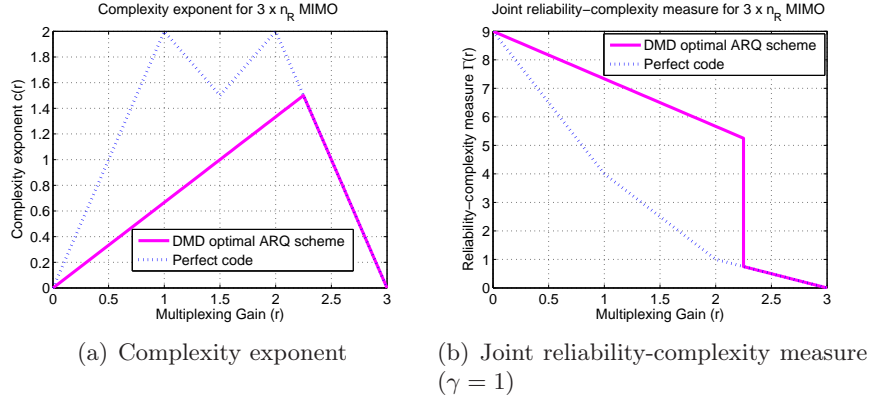 Complexity exponent for 3 x n_R MIMO
2
1.8
1.6
1.4
1.2
1
0.8
0.6
0.4
0.2
0
Complexity exponent c(r)
DMD optimal ARQ scheme
Perfect code
0 0.5 1 1.5 2 2.5 3
Multiplexing Gain (r)
(a) Complexity exponent
Joint reliability−complexity measure for 3 x n_R MIMO
9
8
7
6
5
4
3
2
1
0
Reliability−complexity measure Γ(r)
DMD optimal ARQ scheme
Perfect code
0 0.5 1 1.5 2 2.5 3
Multiplexing Gain (r)
(b) Joint reliability-complexity measure
(γ = 1)